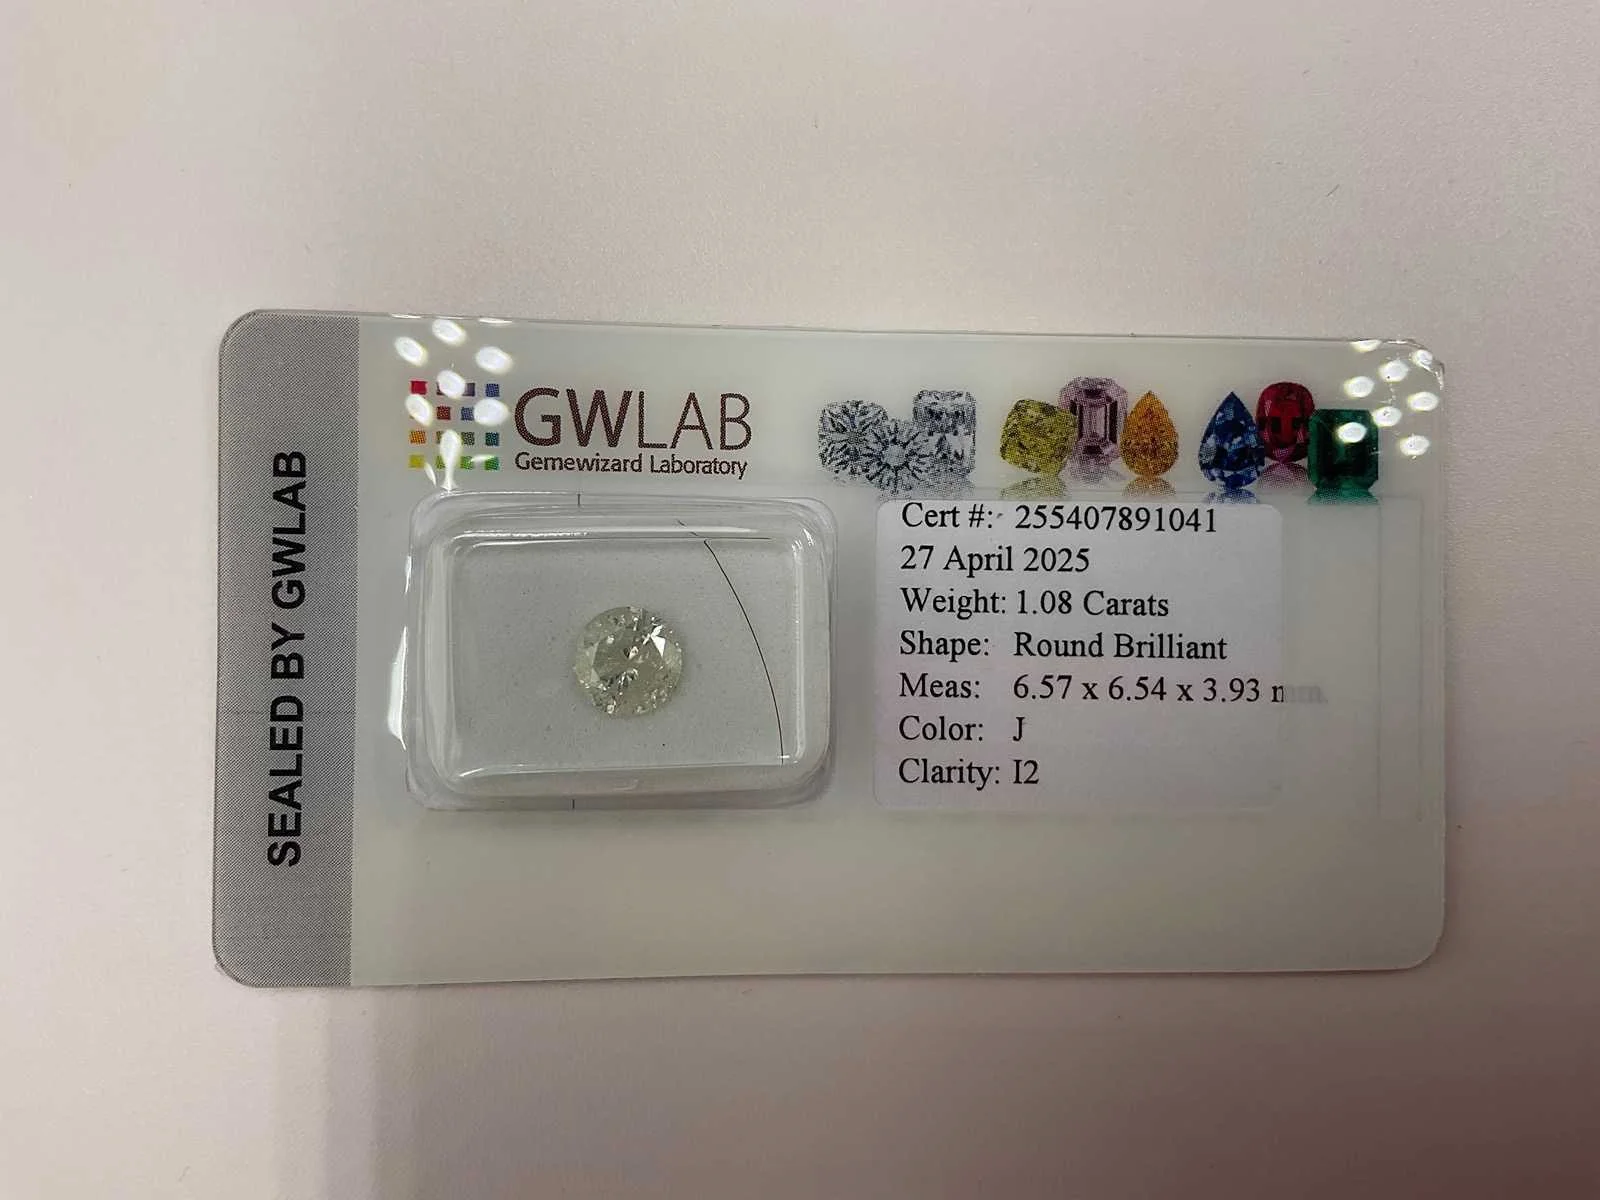 SEALED BY GWLAB
GWLAB
Gemewizard Laboratory
Cert #: 255407891041
27 April 2025
Weight: 1.08 Carats
Shape: Round Brilliant
Meas: 6.57 x 6.54 x 3.93 mm.
Color: J
Clarity: I2